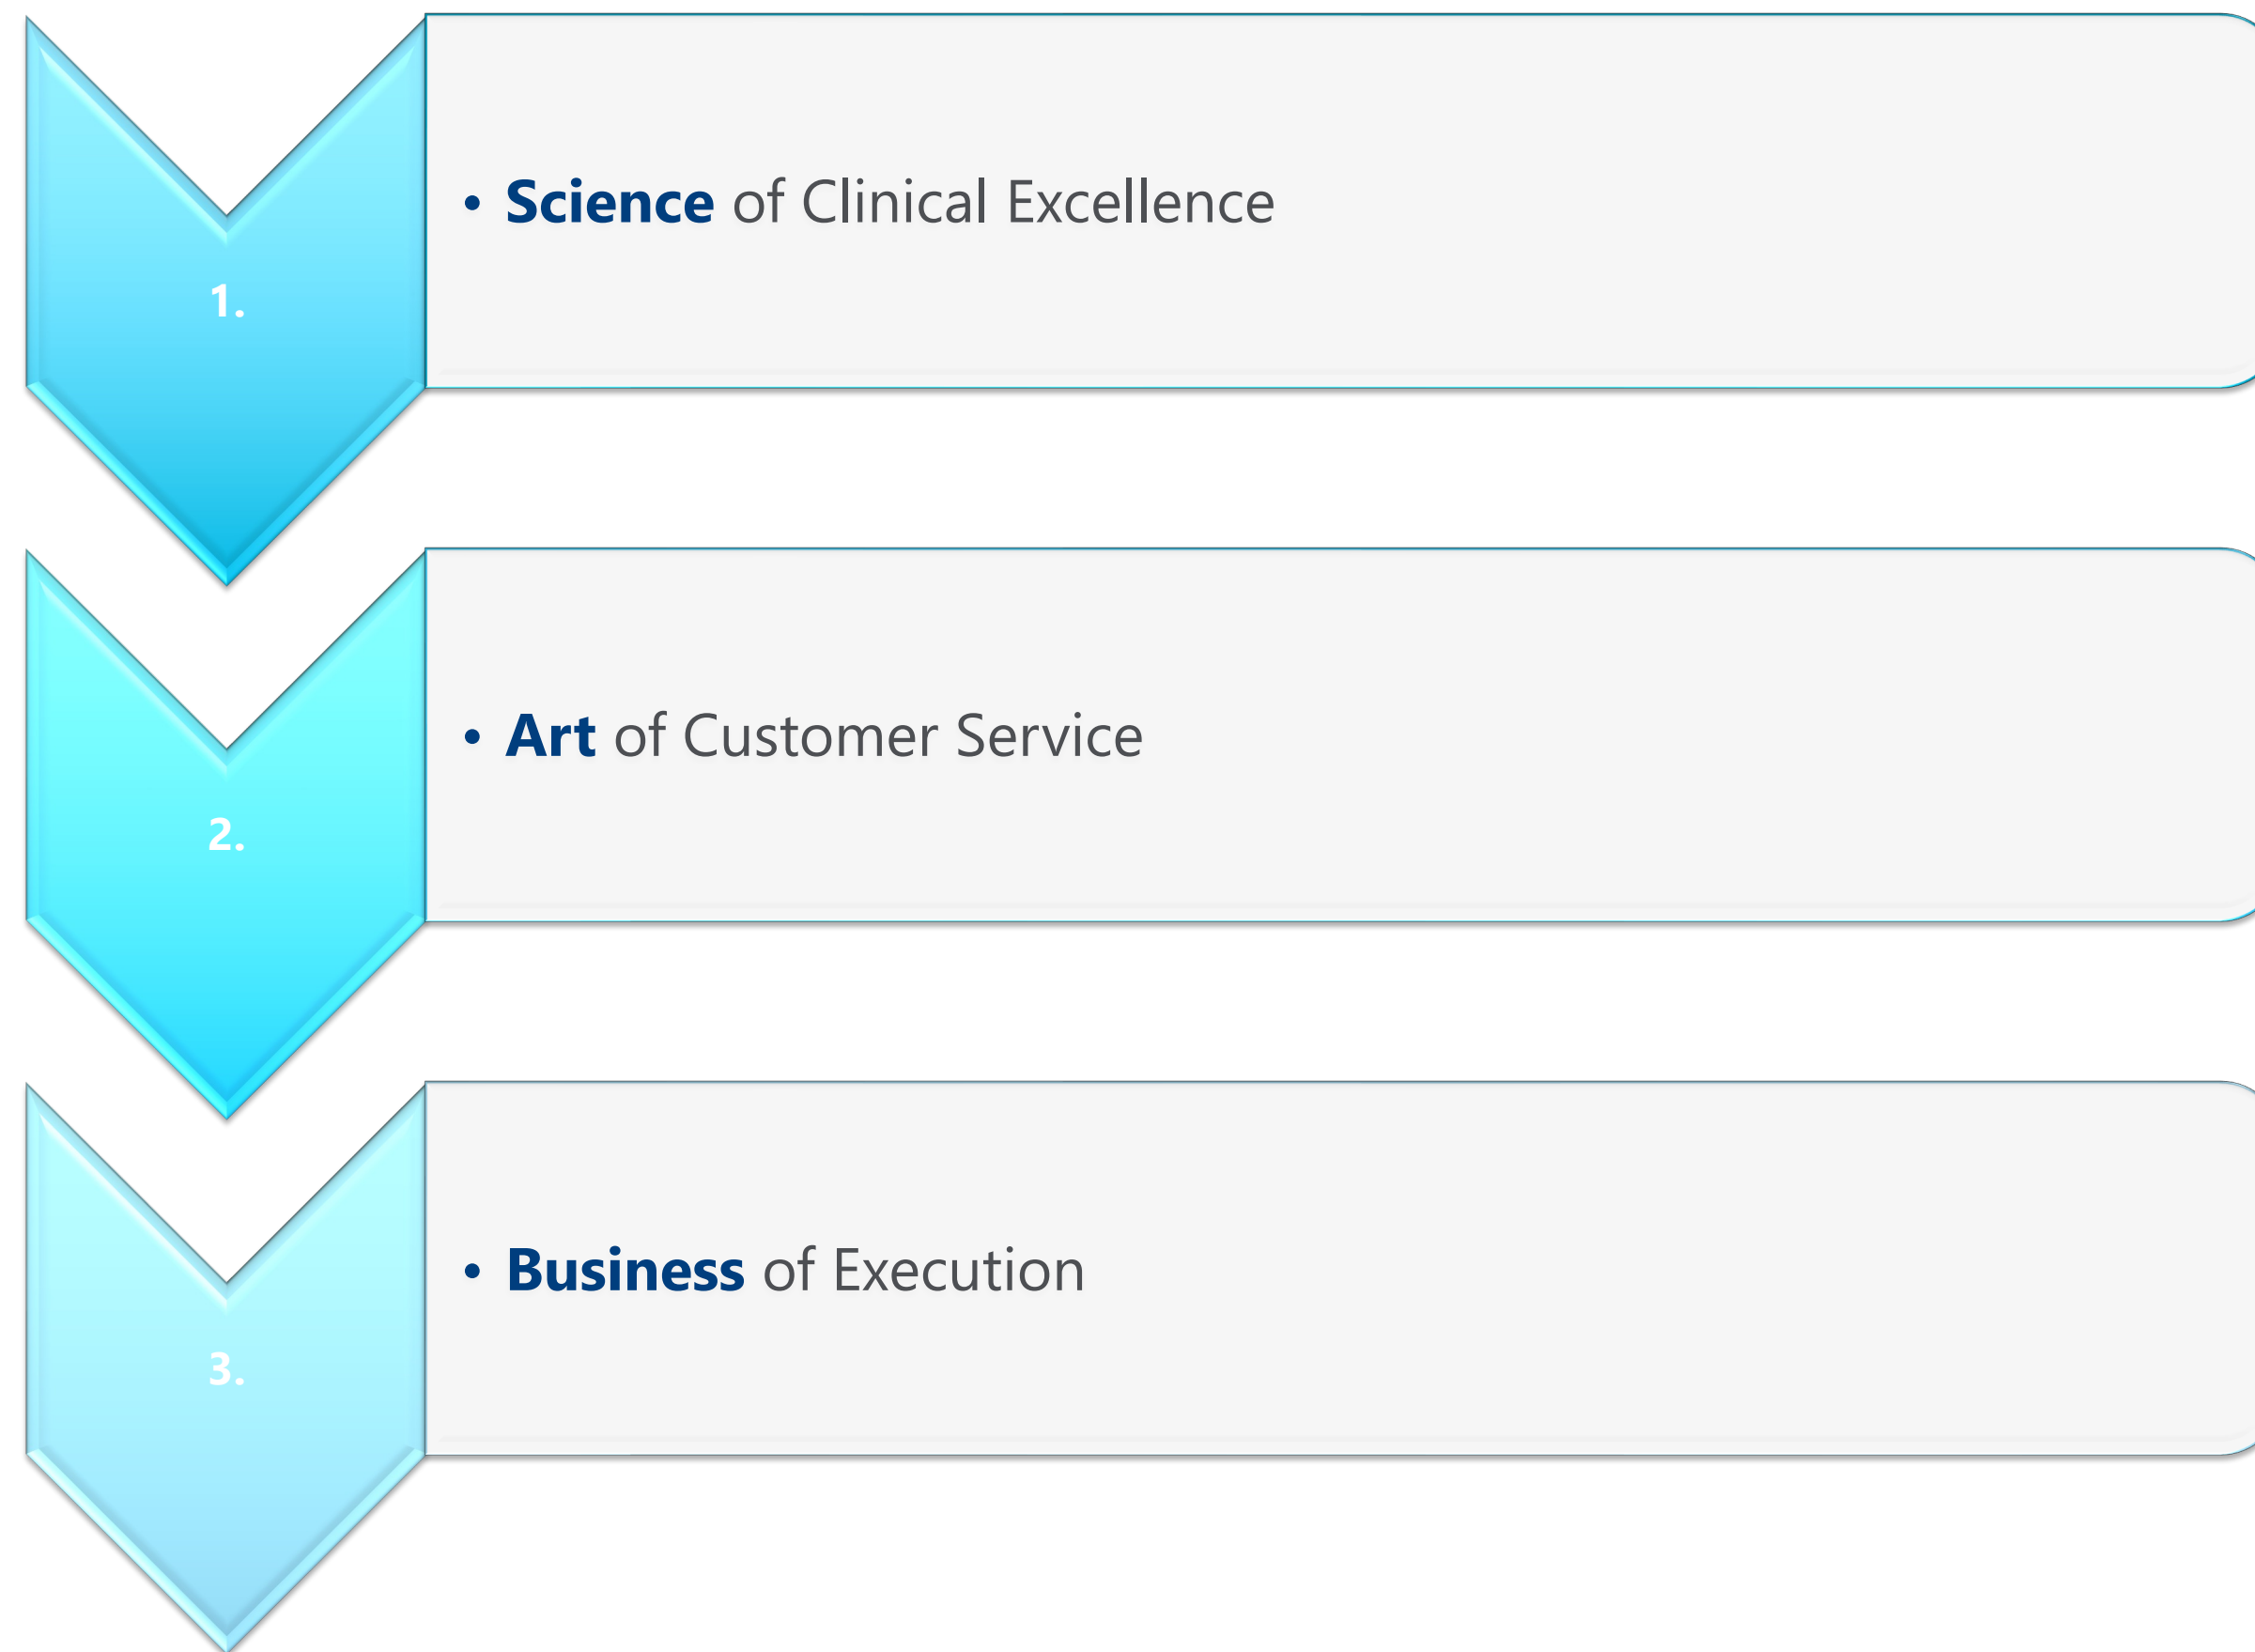 • Science of Clinical Excellence
1.
• Art of Customer Service
2.
• Business of Execution
3.